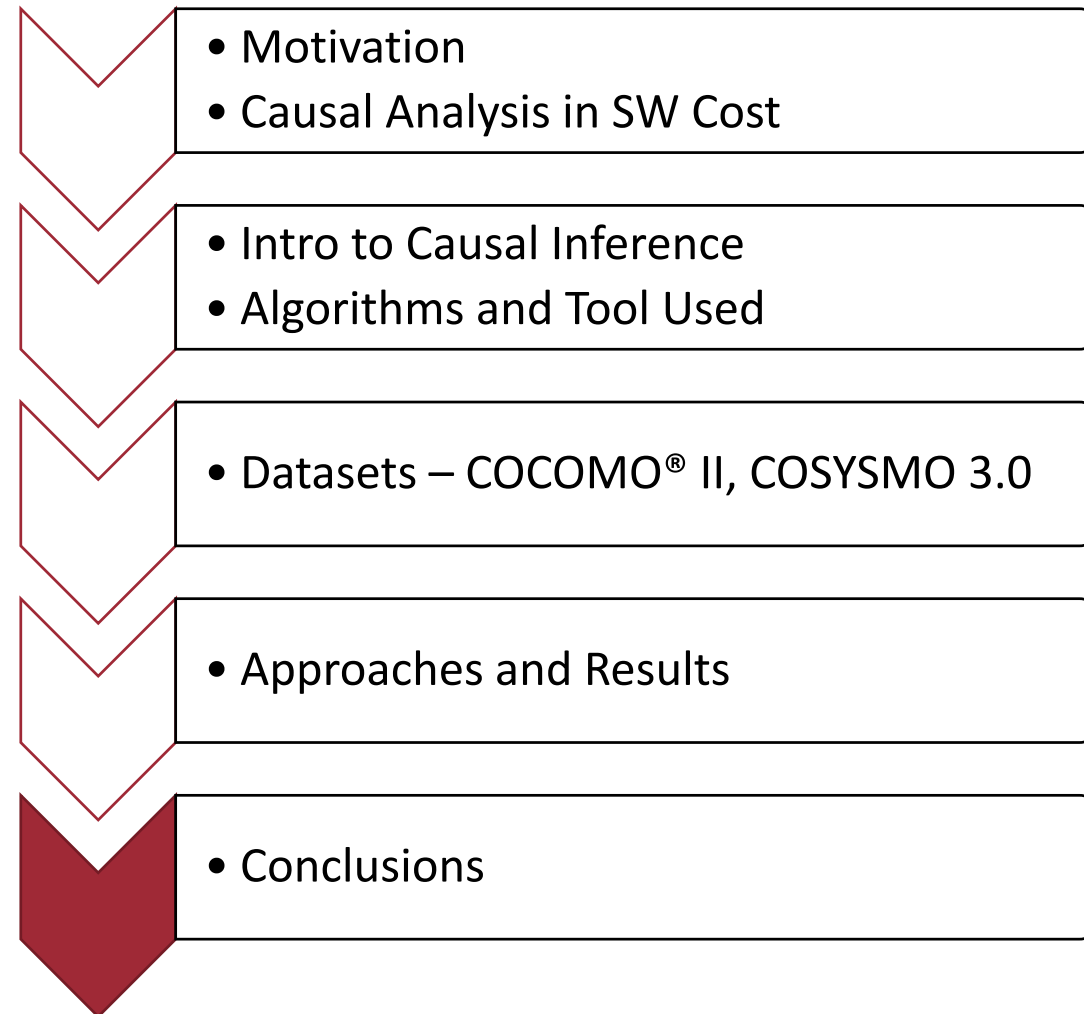 • Motivation
• Causal Analysis in SW Cost
• Intro to Causal Inference
• Algorithms and Tool Used
• Datasets – COCOMO® II, COSYSMO 3.0
• Approaches and Results
• Conclusions